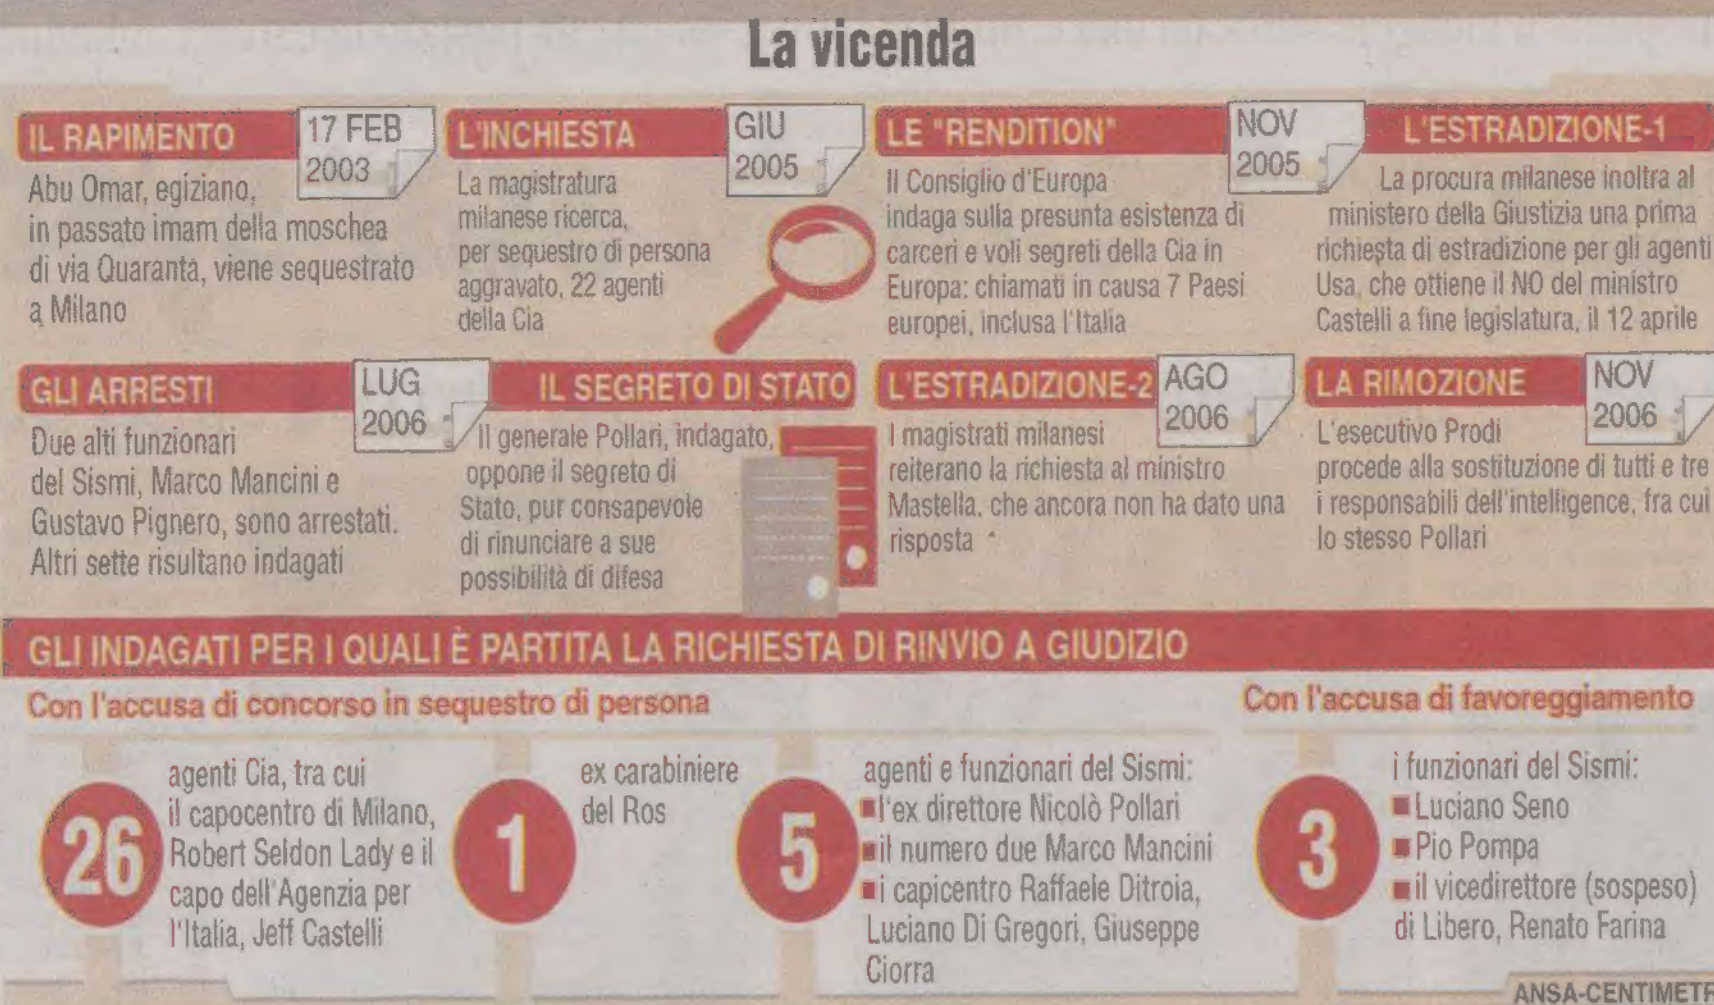 La vicenda
IL RAPIMENTO
17 FEB
2003
Abu Omar, egiziano,
in passato imam della moschea
di via Quaranta, viene sequestrato
a Milano
L'INCHIESTA
GIU
2005
La magistratura
milanese ricerca,
per sequestro di persona
aggravato, 22 agenti
della Cia
LE "RENDITION"
NOV
2005
Il Consiglio d'Europa
indaga sulla presunta esistenza di
carceri e voli segreti della Cia in
Europa: chiamati in causa 7 Paesi
europei, inclusa l'Italia
L'ESTRADIZIONE-1
La procura milanese inoltra al
ministero della Giustizia una prima
richiesta di estradizione per gli agenti
Usa, che ottiene il NO del ministro
Castelli a fine legislatura, il 12 aprile
GLI ARRESTI
LUG
2006
Due alti funzionari
del Sismi, Marco Mancini e
Gustavo Pignero, sono arrestati.
Altri sette risultano indagati
IL SEGRETO DI STATO
Il generale Pollari, indagato,
oppone il segreto di
Stato, pur consapevole
di rinunciare a sue
possibilità di difesa
L'ESTRADIZIONE-2
AGO
2006
I magistrati milanesi
reiterano la richiesta al ministro
Mastella, che ancora non ha dato una
risposta
LA RIMOZIONE
NOV
2006
L'esecutivo Prodi
procede alla sostituzione di tutti e tre
i responsabili dell'intelligence, fra cui
lo stesso Pollari
GLI INDAGATI PER I QUALI È PARTITA LA RICHIESTA DI RINVIO A GIUDIZIO
Con l'accusa di concorso in sequestro di persona
26
agenti Cia, tra cui
il capocentro di Milano,
Robert Seldon Lady e il
capo dell'Agenzia per
l'Italia, Jeff Castelli
1
ex carabiniere
del Ros
5
agenti e funzionari del Sismi:
■l'ex direttore Nicolò Pollari
■il numero due Marco Mancini
■i capicentro Raffaele Ditroia,
Luciano Di Gregori, Giuseppe
Ciorra
Con l'accusa di favoreggiamento
3
i funzionari del Sismi:
■Luciano Seno
■Pio Pompa
■il vicedirettore (sospeso)
di Libero, Renato Farina
ANSA-CENTIMETR